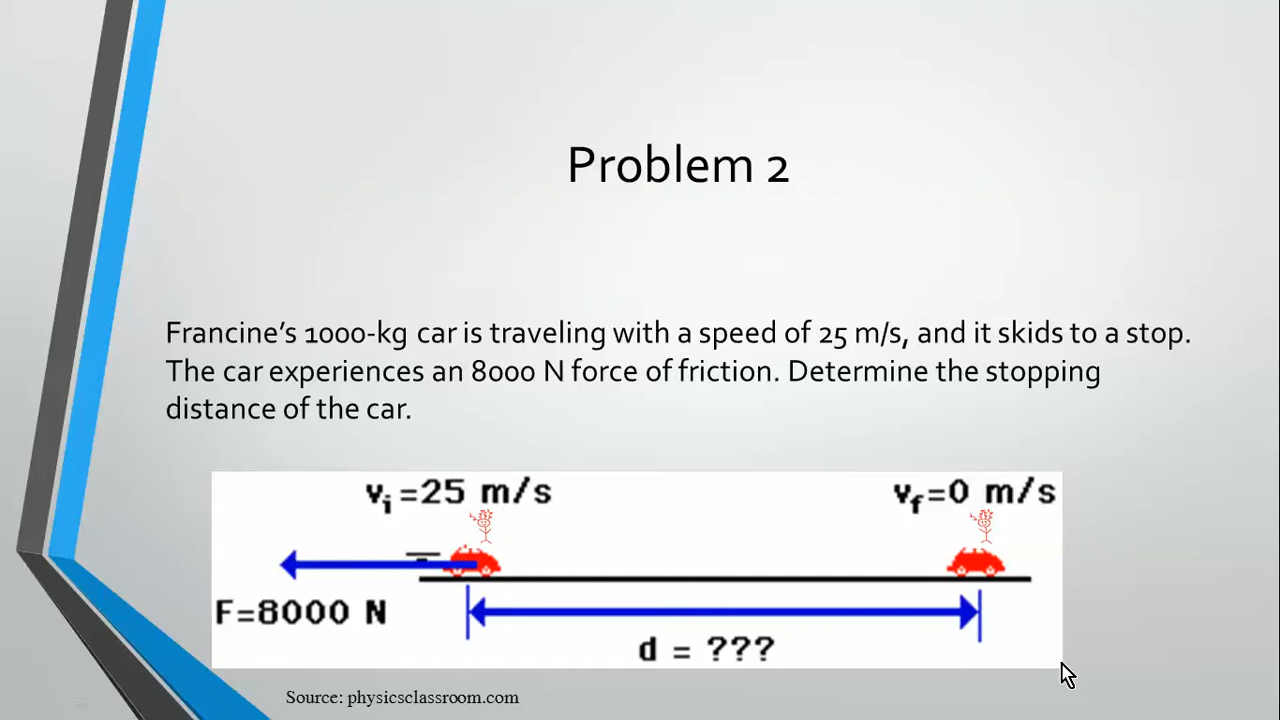 Problem 2
Francine’s 1000-kg car is traveling with a speed of 25 m/s, and it skids to a stop.
The car experiences an 8000 N force of friction. Determine the stopping
distance of the car.
vi =25 m/s vf=0 m/s
F=8000 N
d = ???
Source: physicsclassroom.com